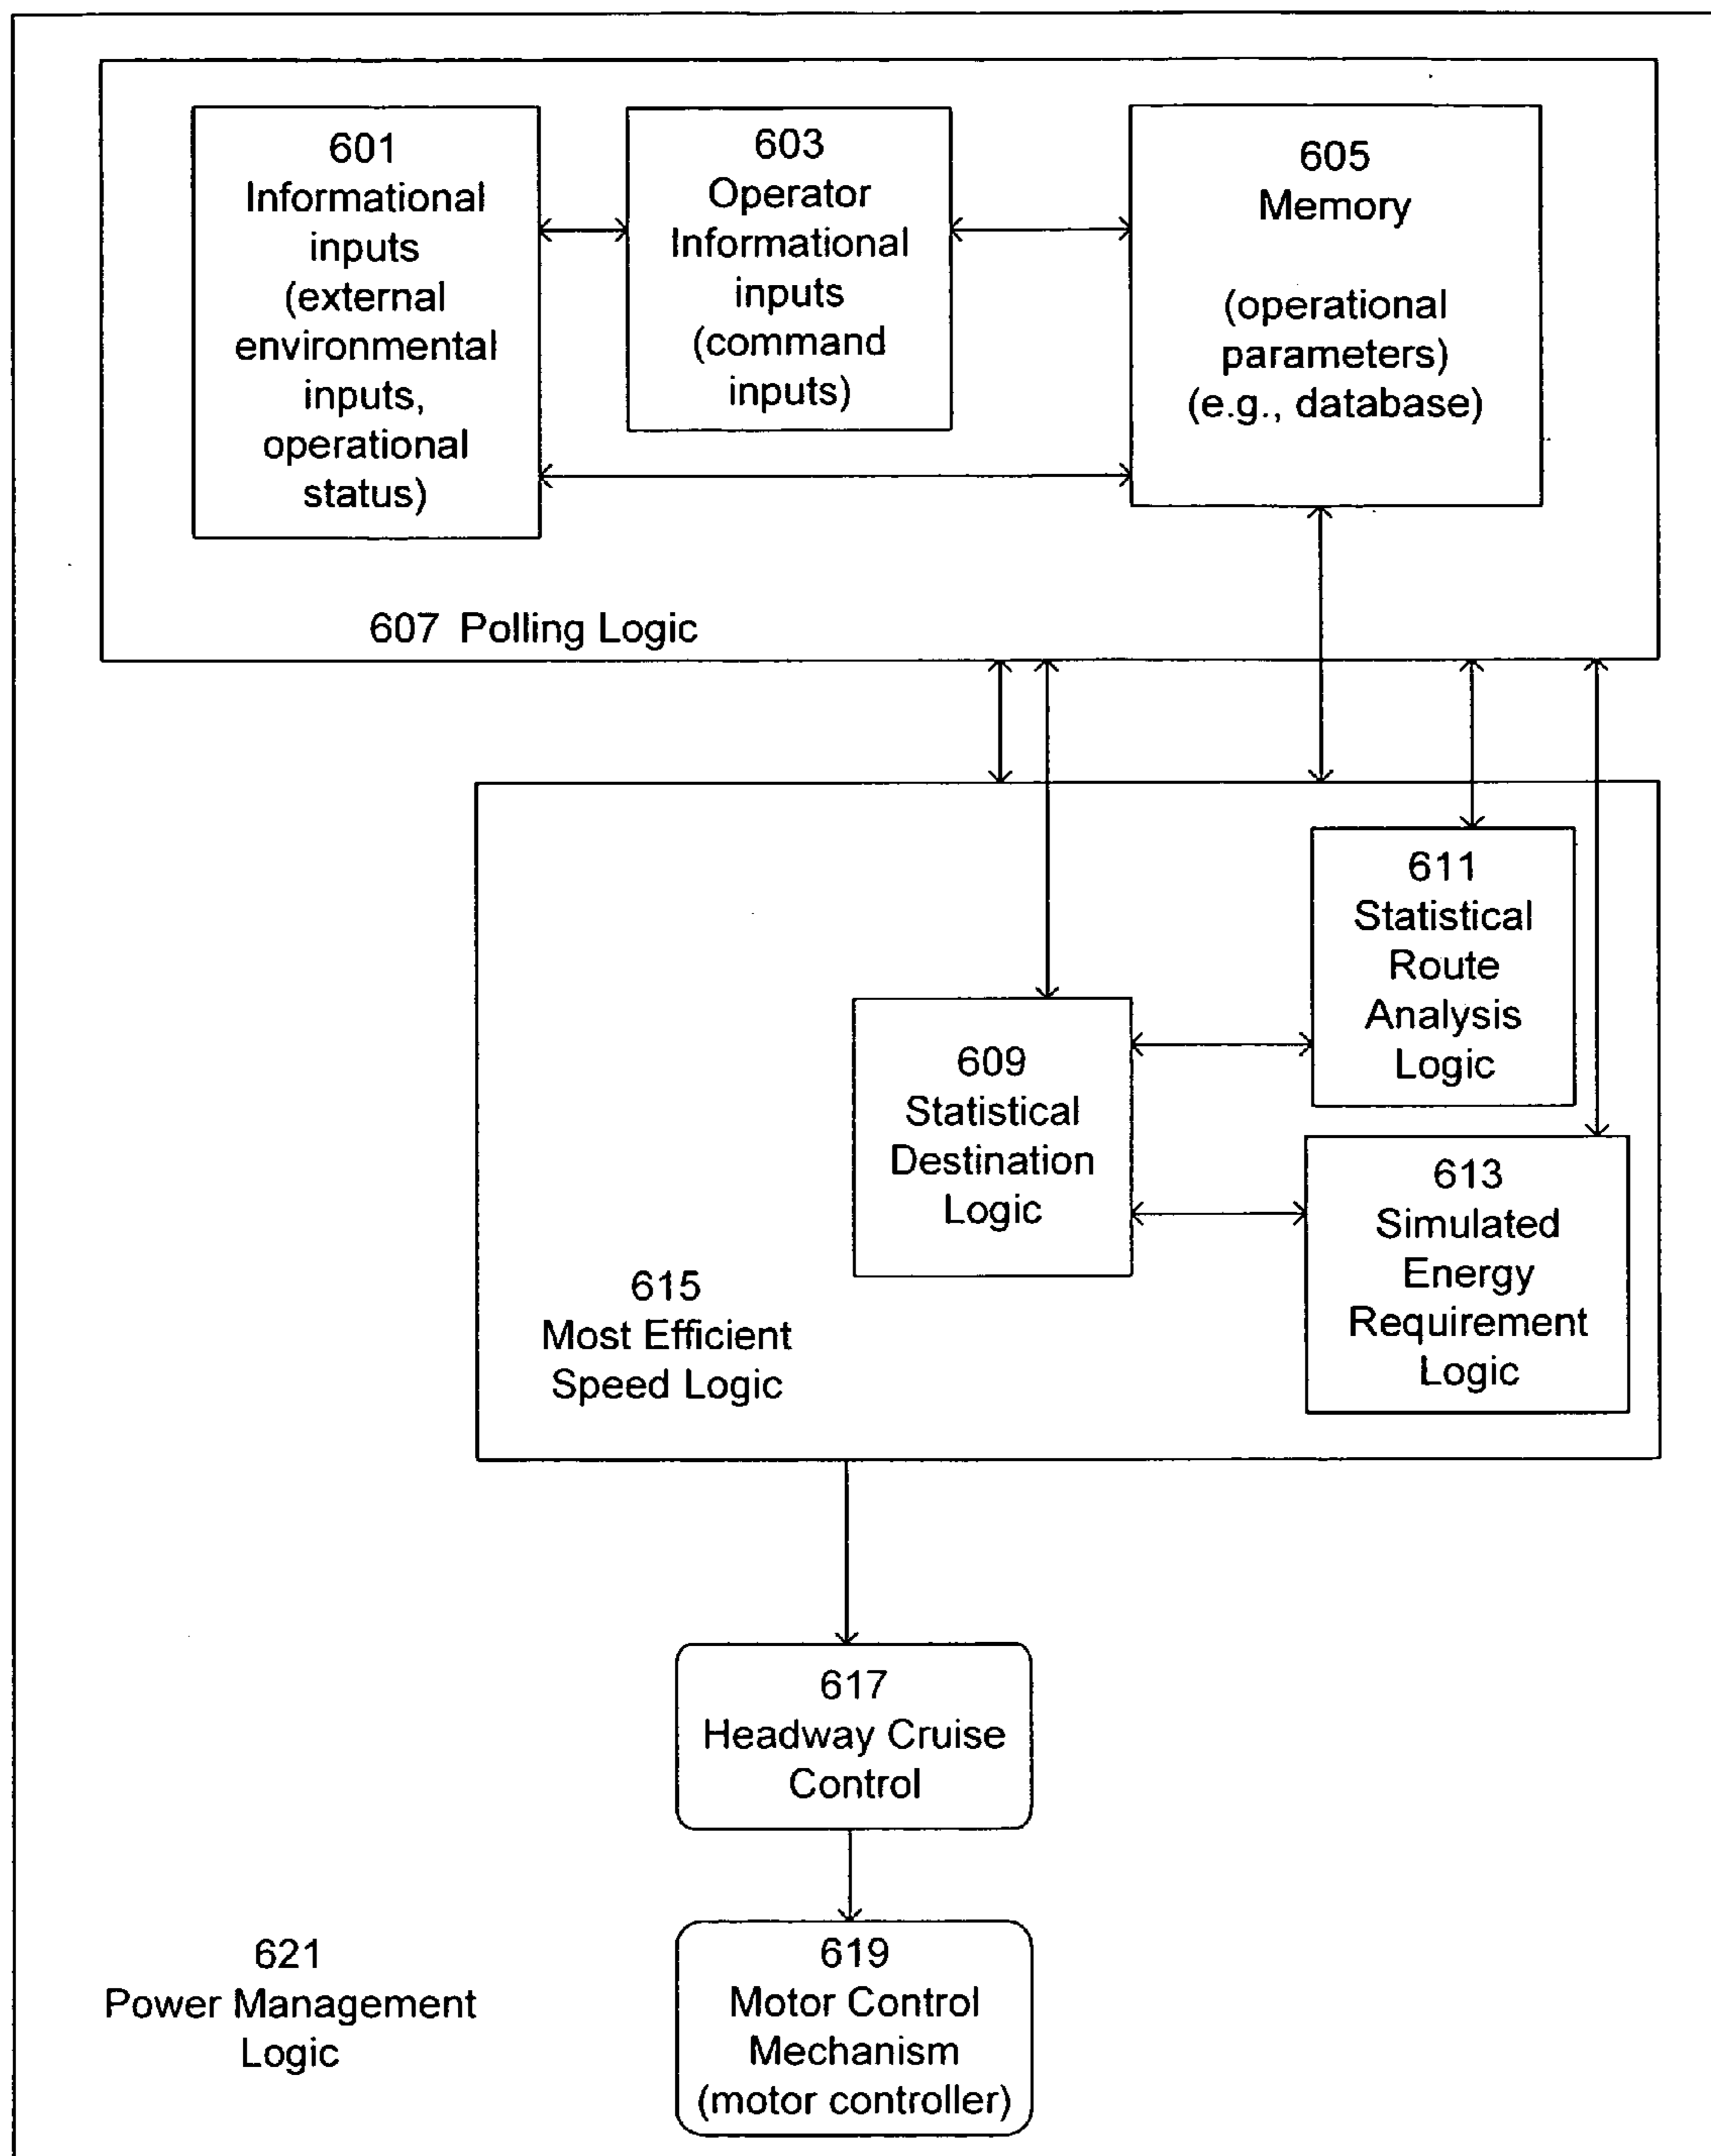 601
Informational
inputs
(external
environmental
inputs,
operational
status)
603
Operator
Informational
inputs
(command
inputs)
605
Memory
(operational
parameters)
(e.g., database)
607 Polling Logic
611
Statistical
Route
Analysis
Logic
609
Statistical
Destination
Logic
613
Simulated
Energy
Requirement
Logic
615
Most Efficient
Speed Logic
617
Headway Cruise
Control
619
Motor Control
Mechanism
(motor controller)
621
Power Management
Logic